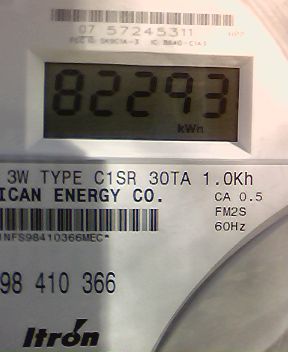 07 57245311
82293
kWh
3W TYPE C1SR 30TA 1.0Kh
ICAN ENERGY CO.
CA 0.5
FM2S
60Hz
1NFS98410366MEC*
98 410 366
Itron